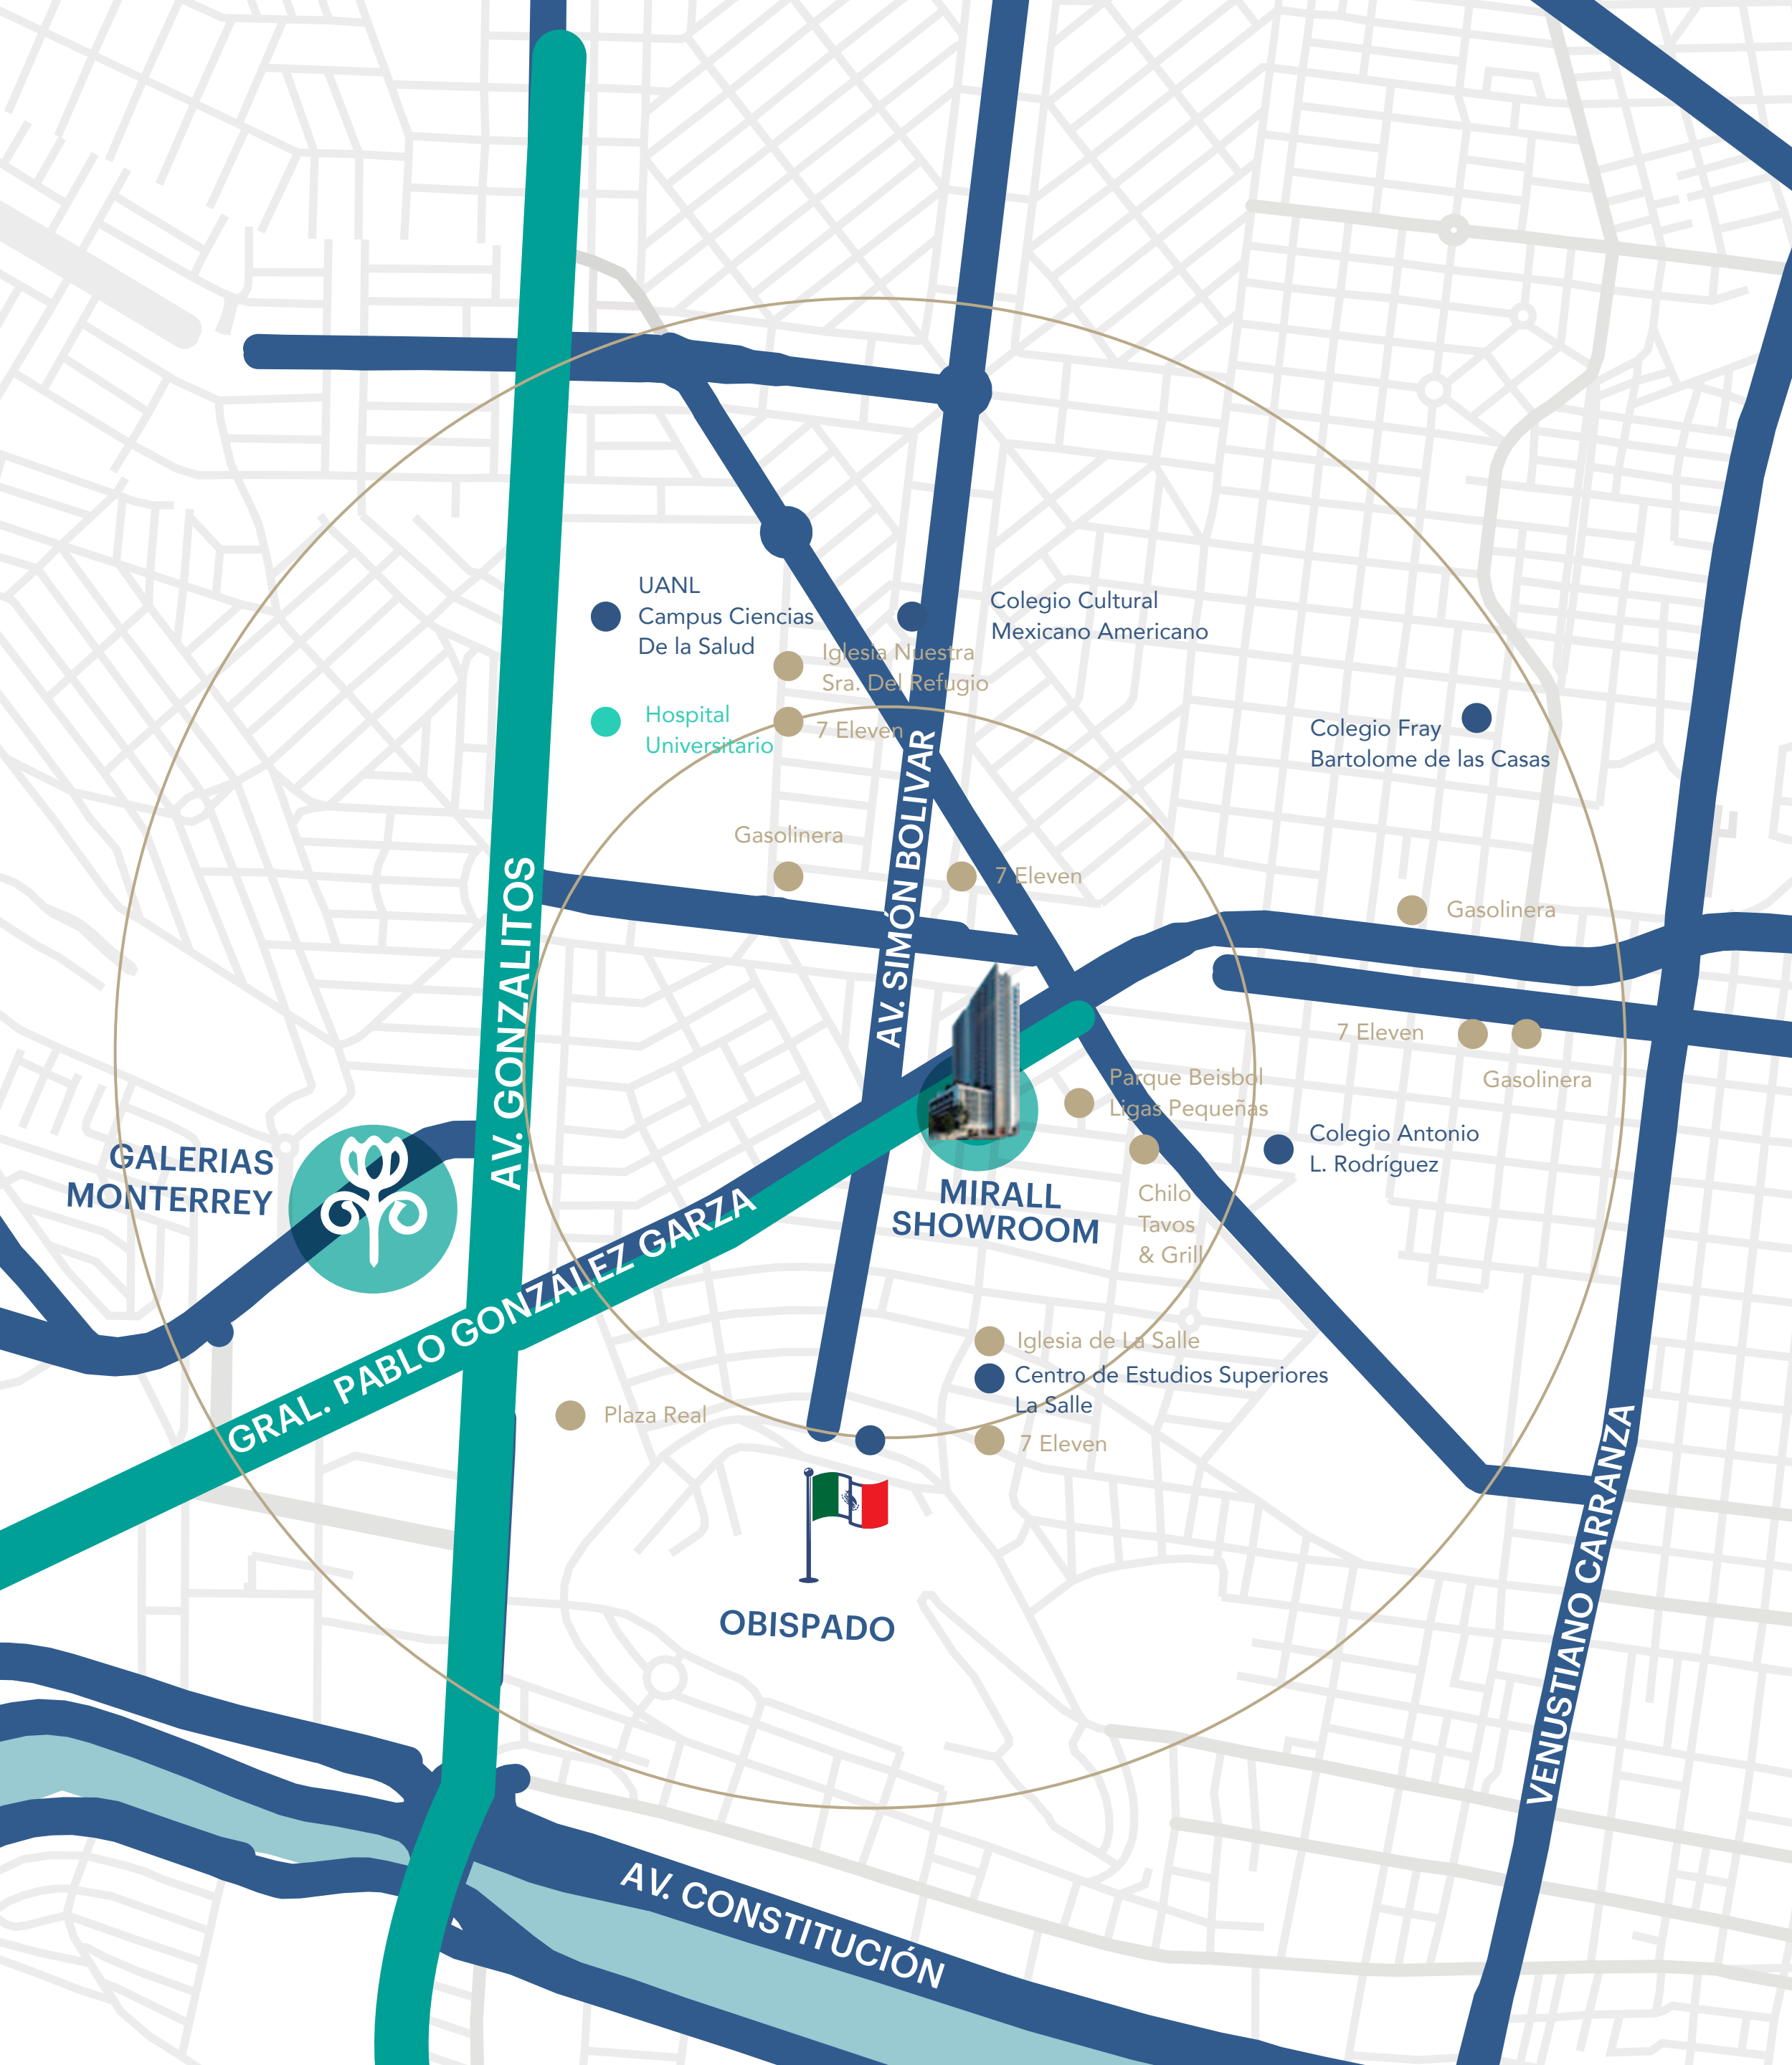 UANL
Campus Ciencias
De la Salud
Colegio Cultural
Mexicano Americano
Iglesia Nuestra
Sra. Del Refugio
Hospital
Universitario
7 Eleven
Colegio Fray
Bartolome de las Casas
AV. SIMÓN BOLIVAR
Gasolinera
7 Eleven
AV. GONZALITOS
Gasolinera
7 Eleven
Gasolinera
Parque Beisbol
Ligas Pequeñas
Colegio Antonio
L. Rodríguez
GALERIAS
MONTERREY
MIRALL
SHOWROOM
Chilo
Tavos
& Grill
GRAL. PABLO GONZÁLEZ GARZA
Iglesia de La Salle
Centro de Estudios Superiores
La Salle
Plaza Real
7 Eleven
VENUSTIANO CARRANZA
OBISPADO
AV. CONSTITUCIÓN